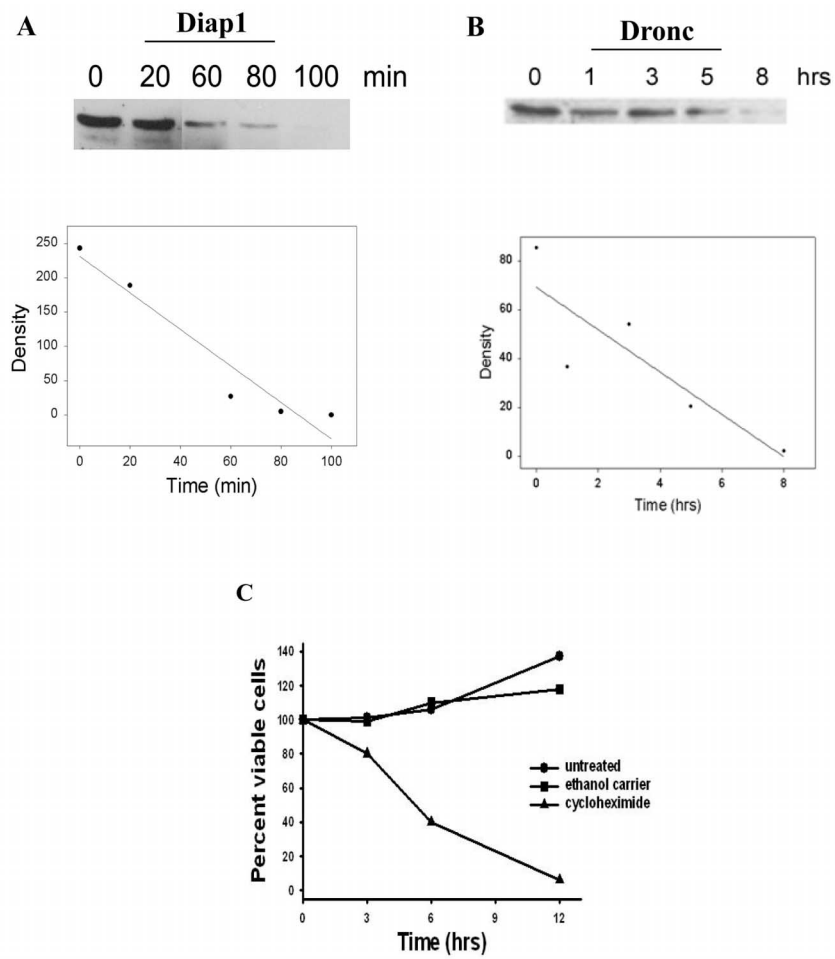 A
Diap1
0 20 60 80 100 min
250
200
150
100
50
0
Density
0 20 40 60 80 100
Time (min)
B
Dronc
0 1 3 5 8 hrs
80
60
40
20
0
Density
0 2 4 6 8
Time (hrs)
C
140
120
100
80
60
40
20
0
Percent viable cells
untreated
ethanol carrier
cycloheximide
0 3 6 9 12
Time (hrs)